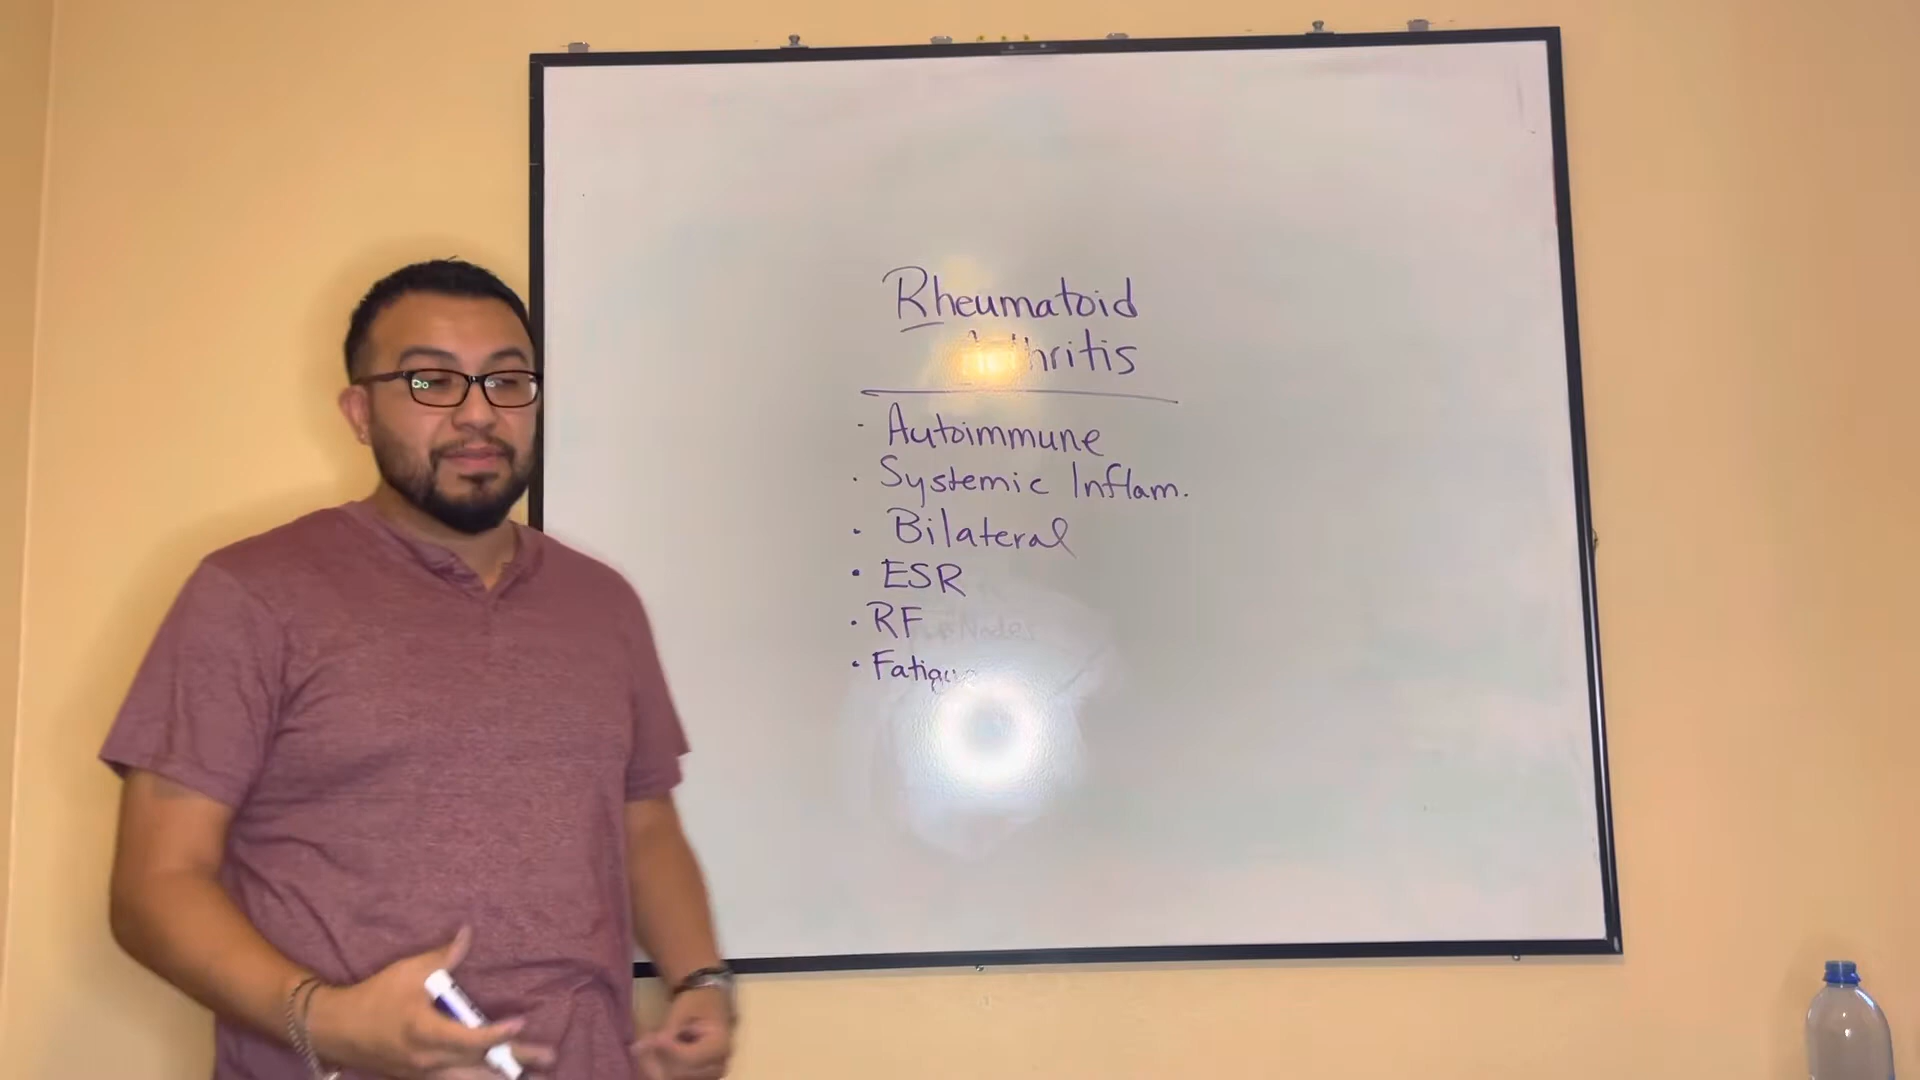 Rheumatoid
Arthritis
· Autoimmune
· Systemic Inflam.
· Bilateral
· ESR
· RF
· Fatigue